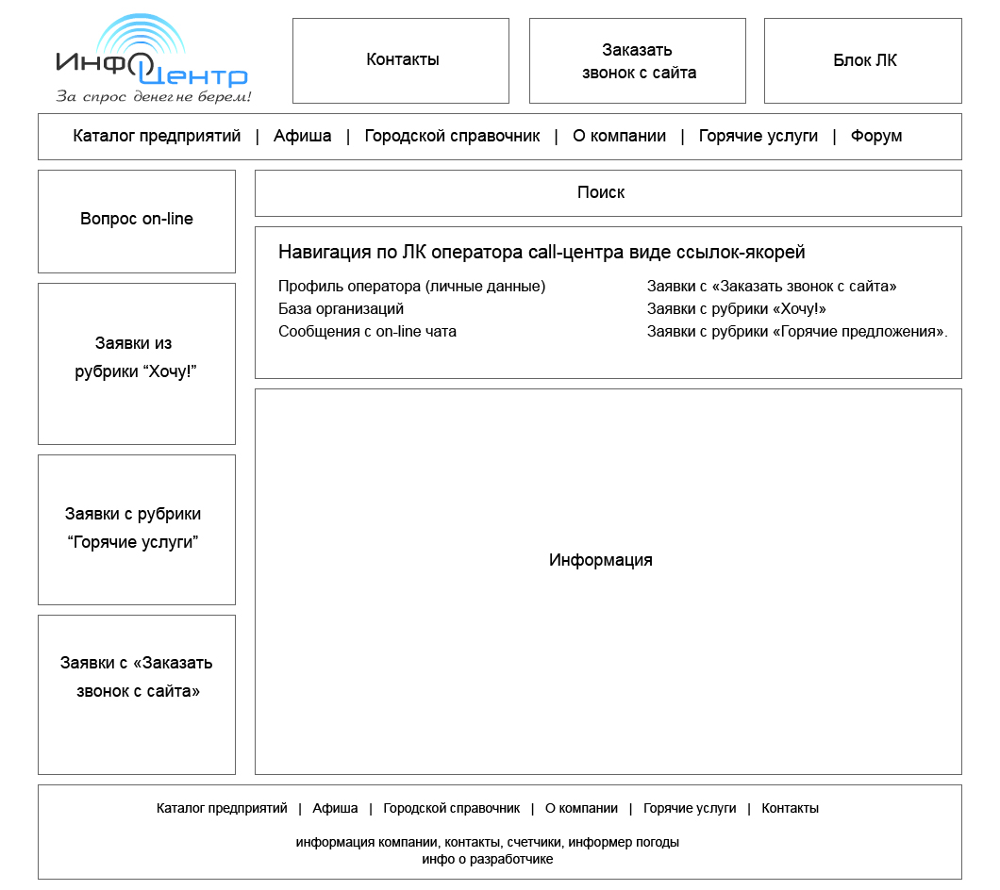 ИнфоЦентр
За спрос денег не берем!
Контакты
Заказать
звонок с сайта
Блок ЛК
Каталог предприятий | Афиша | Городской справочник | О компании | Горячие услуги | Форум
Вопрос on-line
Поиск
Навигация по ЛК оператора call-центра виде ссылок-якорей
Профиль оператора (личные данные)
База организаций
Сообщения с on-line чата
Заявки с «Заказать звонок с сайта»
Заявки с рубрики «Хочу!»
Заявки с рубрики «Горячие предложения».
Заявки из
рубрики “Хочу!”
Заявки с рубрики
“Горячие услуги”
Заявки с «Заказать
звонок с сайта»
Информация
Каталог предприятий | Афиша | Городской справочник | О компании | Горячие услуги | Контакты
информация компании, контакты, счетчики, информер погоды
инфо о разработчике